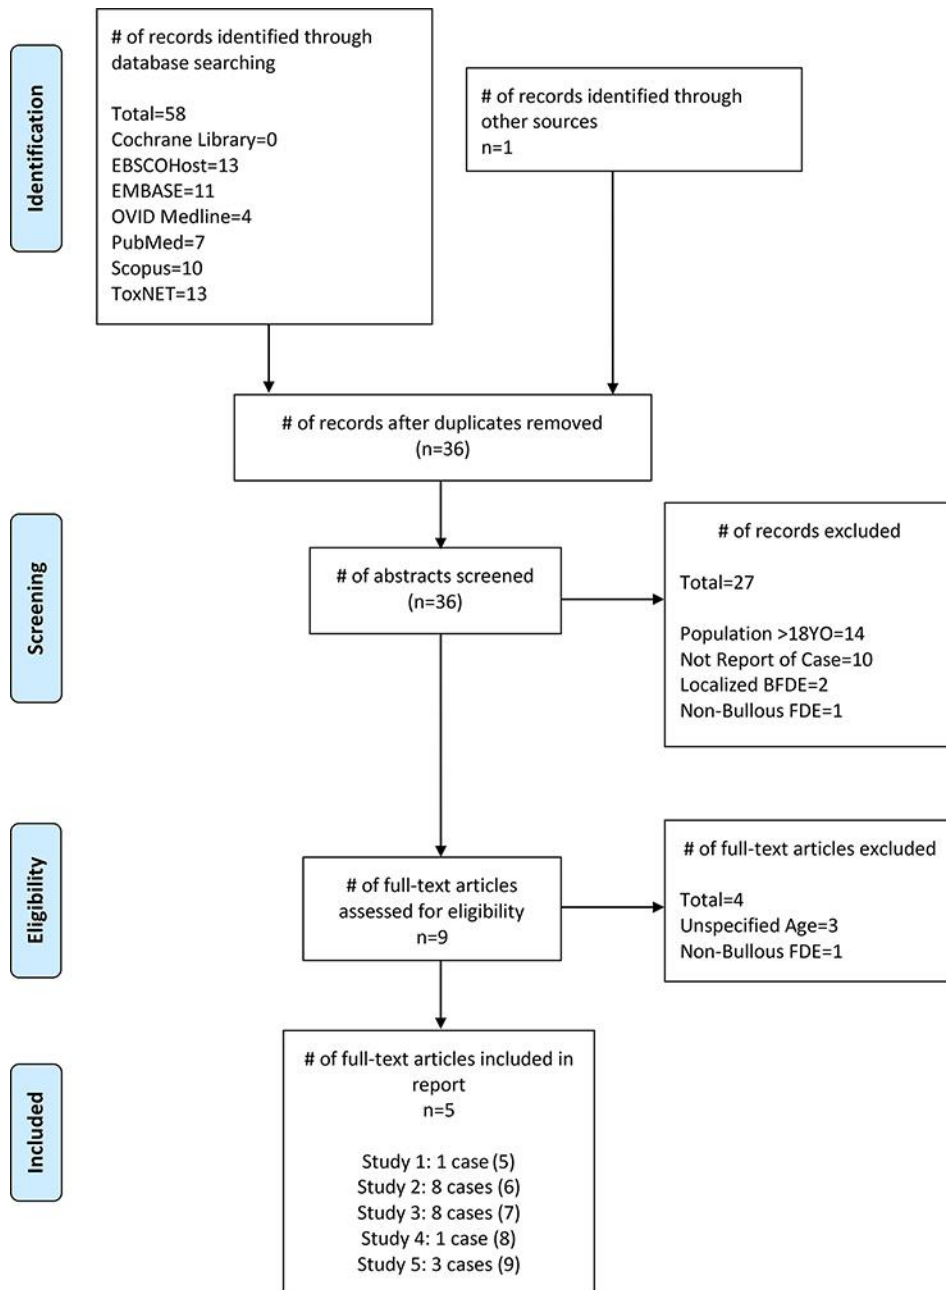 Identification
# of records identified through
database searching
Total=58
Cochrane Library=0
EBSCOHost=13
EMBASE=11
OVID Medline=4
PubMed=7
Scopus=10
ToxNET=13
# of records identified through
other sources
n=1
# of records after duplicates removed
(n=36)
Screening
# of abstracts screened
(n=36)
# of records excluded
Total=27
Population >18YO=14
Not Report of Case=10
Localized BFDE=2
Non-Bullous FDE=1
Eligibility
# of full-text articles
assessed for eligibility
n=9
# of full-text articles excluded
Total=4
Unspecified Age=3
Non-Bullous FDE=1
Included
# of full-text articles included in
report
n=5
Study 1: 1 case (5)
Study 2: 8 cases (6)
Study 3: 8 cases (7)
Study 4: 1 case (8)
Study 5: 3 cases (9)